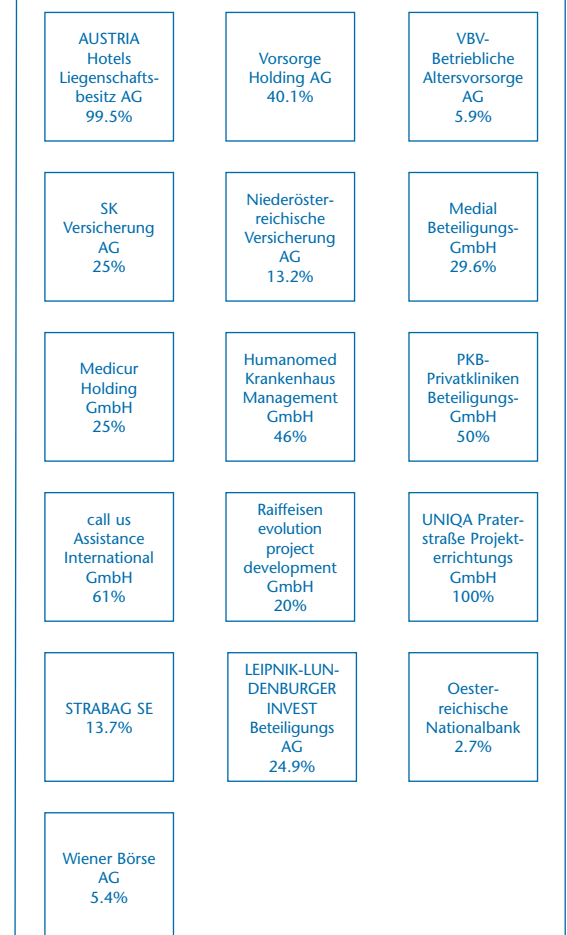 AUSTRIA
Hotels
Liegenschafts-
besitz AG
99.5%
Vorsorge
Holding AG
40.1%
VBV-
Betriebliche
Altersvorsorge
AG
5.9%
SK
Versicherung
AG
25%
Niederöster-
reichische
Versicherung
AG
13.2%
Medial
Beteiligungs-
GmbH
29.6%
Medicur
Holding
GmbH
25%
Humanomed
Krankenhaus
Management
GmbH
46%
PKB-
Privatkliniken
Beteiligungs-
GmbH
50%
call us
Assistance
International
GmbH
61%
Raiffeisen
evolution
project
development
GmbH
20%
UNIQA Prater-
straße Projekt-
errichtungs
GmbH
100%
STRABAG SE
13.7%
LEIPNIK-LUN-
DENBURGER
INVEST
Beteiligungs
AG
24.9%
Oester-
reichische
Nationalbank
2.7%
Wiener Börse
AG
5.4%